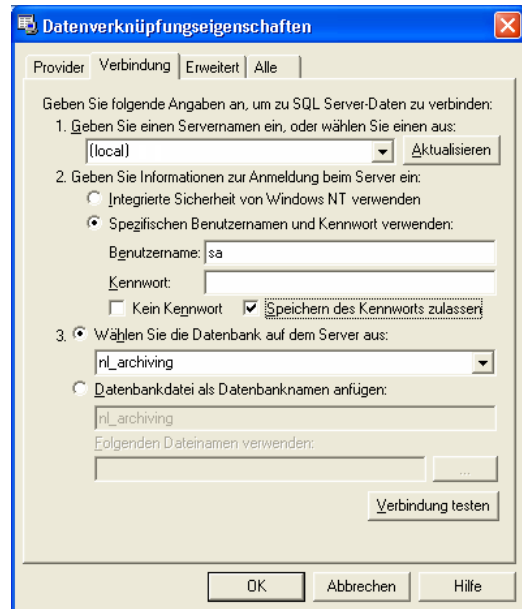 Datenverknüpfungseigenschaften
Provider Verbindung Erweitert Alle
Geben Sie folgende Angaben an, um zu SQL Server-Daten zu verbinden:
1. Geben Sie einen Servernamen ein, oder wählen Sie einen aus:
(local) Aktualisieren
2. Geben Sie Informationen zur Anmeldung beim Server ein:
Integrierte Sicherheit von Windows NT verwenden
Spezifischen Benutzernamen und Kennwort verwenden:
Benutzername: sa
Kennwort:
Kein Kennwort Speichern des Kennworts zulassen
3. Wählen Sie die Datenbank auf dem Server aus:
nl_archiving
Datenbankdatei als Datenbanknamen anfügen:
nl_archiving
Folgenden Dateinamen verwenden:
...
Verbindung testen
OK Abbrechen Hilfe